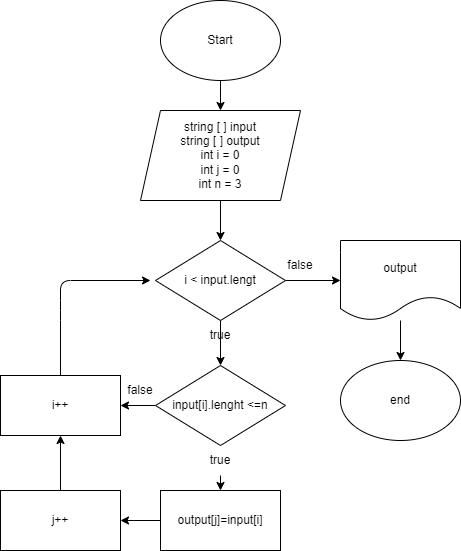 Start
string [ ] input
string [ ] output
int i = 0
int j = 0
int n = 3
i < input.lengt
false
output
true
end
input[i].lenght <=n
false
i++
true
output[j]=input[i]
j++